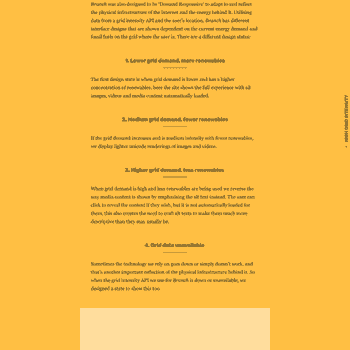 Branch was also designed to be 'Demand Responsive' to adapt to and reflect
the physical infrastructure of the Internet and the energy behind it. Utilising
data from a grid intensity API and the user's location, Branch has different
interface designs that are shown dependent on the current energy demand and
fossil fuels on the grid where the user is. There are 4 different design states:
1. Lower grid demand, more renewables
The first design state is when grid demand is lower and has a higher
concentration of renewables, here the site shows the full experience with all
images, videos and media content automatically loaded.
2. Medium grid demand, fewer renewables
If the grid demand increases and is medium intensity with fewer renewables,
we display lighter unicode renderings of images and videos.
3. Higher grid demand, less renewables
When grid demand is high and less renewables are being used we reverse the
way media content is shown by emphasising the alt text instead. The user can
click to reveal the content if they wish, but it is not automatically loaded for
them, this also creates the need to craft alt-texts to make them much more
descriptive than they may usually be.
4. Grid data unavailable
Sometimes the technology we rely on goes down or simply doesn't work, and
that's another important reflection of the physical infrastructure behind it. So
when the grid intensity API we use for Branch is down or unavailable, we
designed a state to show this too.